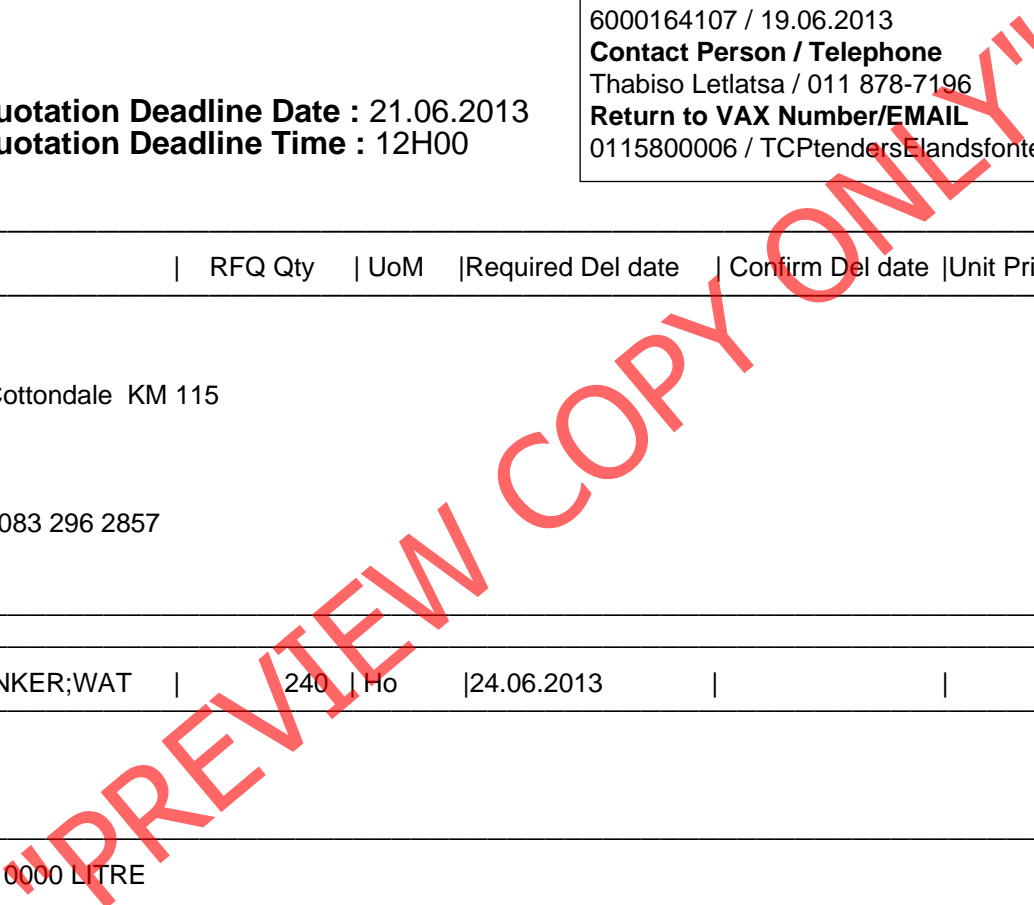 6000164107 / 19.06.2013
Contact Person / Telephone
Thabiso Letlatsa / 011 878-7196
uotation Deadline Date : 21.06.2013
Return to VAX Number/EMAIL
uotation Deadline Time : 12H00
0115800006 / TCPtendersElandsfonte
| RFQ Qty | UoM |Required Del date | Confirm Del date |Unit Pri
Cottondale KM 115
083 296 2857
NKER;WAT | 240 | Ho |24.06.2013 | |
0000 LITRE
"PREVIEW COPY ONLY"